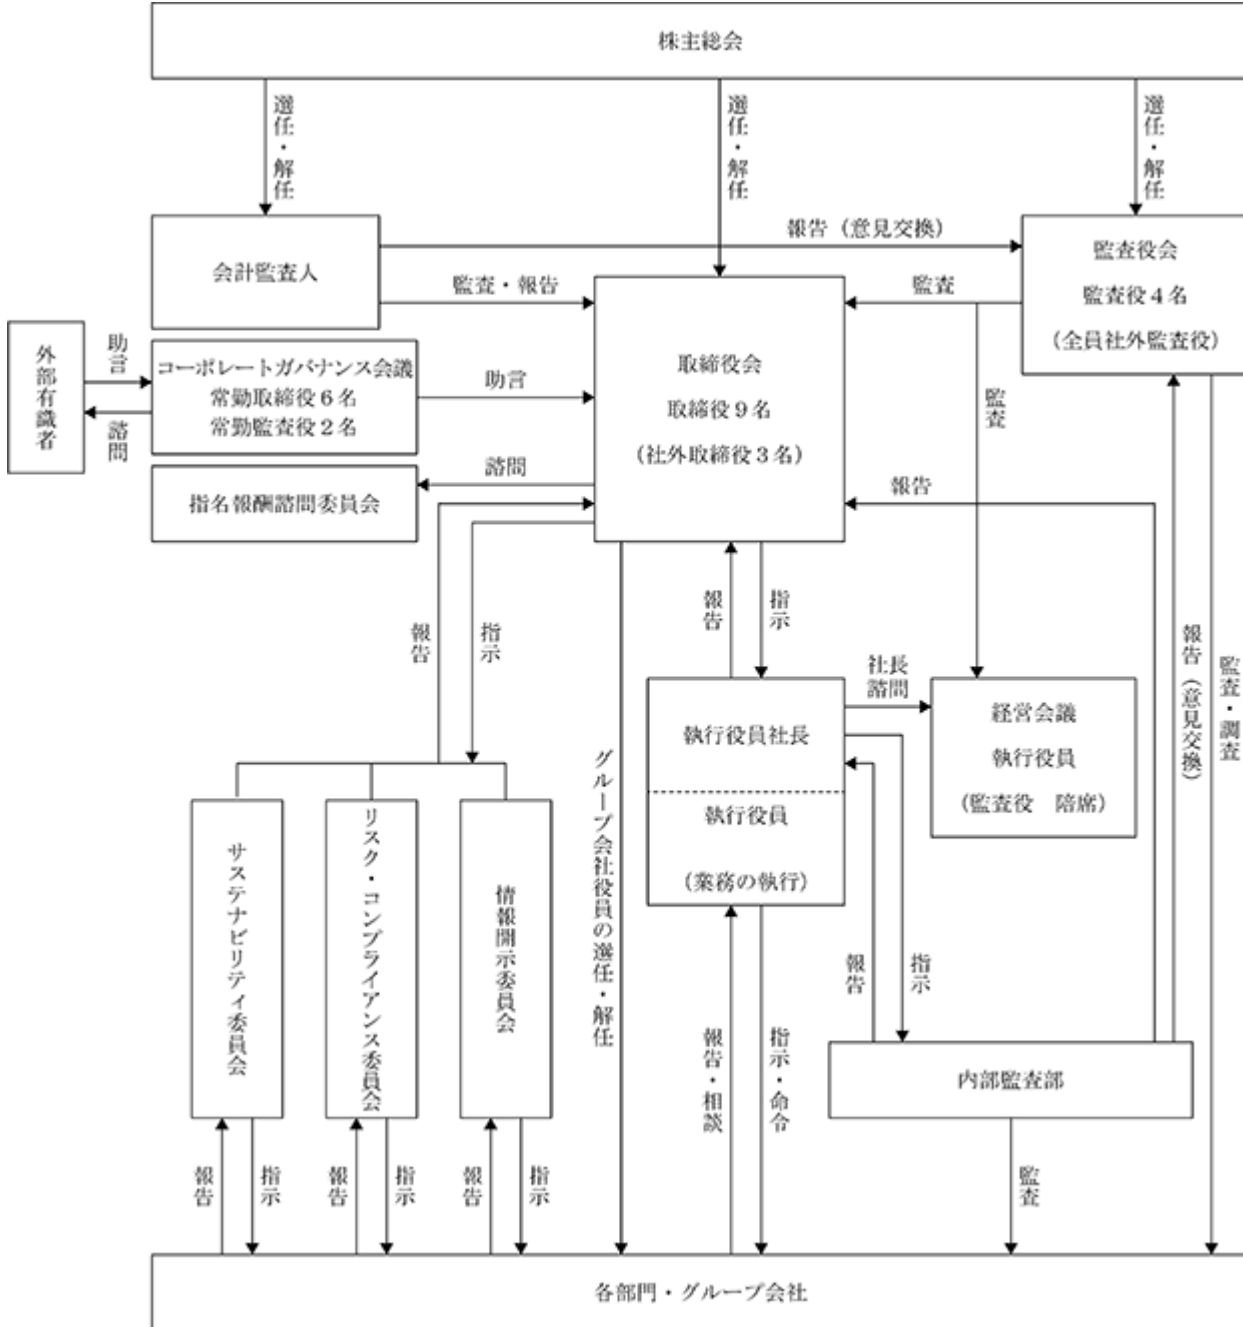 株主総会
選任・解任
選任・解任
選任・解任
会計監査人
報告（意見交換）
監査役会
監査役４名
（全員社外監査役）
監査・報告
監査
外部有識者
助言
諮問
コーポレートガバナンス会議
常勤取締役６名
常勤監査役２名
助言
取締役会
取締役９名
（社外取締役３名）
監査
諮問
指名報酬諮問委員会
報告
報告
指示
報告
指示
報告（意見交換）
監査・調査
社長
諮問
執行役員社長
執行役員
（業務の執行）
経営会議
執行役員
（監査役　陪席）
グループ会社役員の選任・解任
サステナビリティ委員会
リスク・コンプライアンス委員会
情報開示委員会
報告
指示
内部監査部
報告・相談
指示・命令
報告
指示
報告
指示
報告
指示
監査
各部門・グループ会社